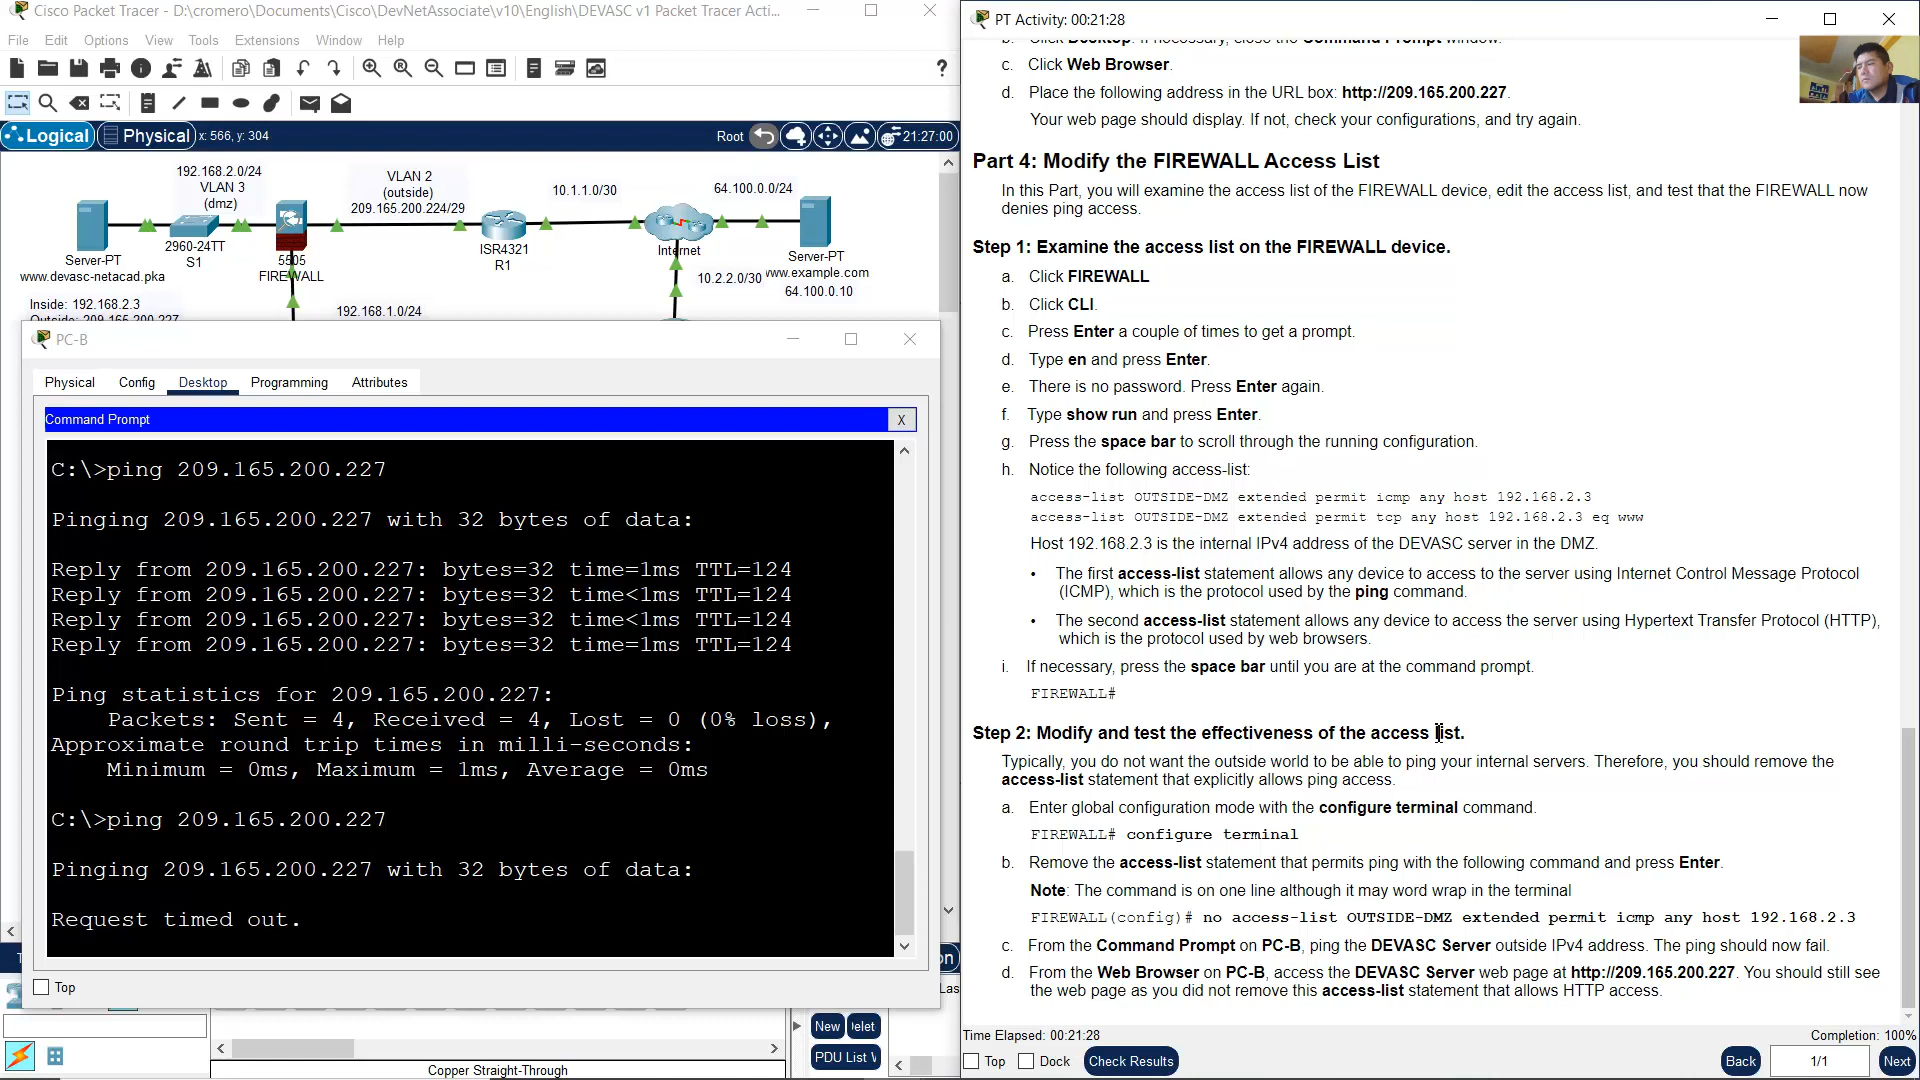 Cisco Packet Tracer - D:\cromero\Documents\Cisco\DevNetAssociate\v10\English\DEVASC v1 Packet Tracer Acti...
File Edit Options View Tools Extensions Window Help
?
Logical Physical x: 566, y: 304 Root 21:27:00
192.168.2.0/24
VLAN 3
(dmz)
VLAN 2
(outside)
209.165.200.224/29
10.1.1.0/30
64.100.0.0/24
Server-PT
www.devasc-netacad.pka
2960-24TT
S1
5505
FIREWALL
ISR4321
R1
Internet
Server-PT
www.example.com
64.100.0.10
10.2.2.0/30
Inside: 192.168.2.3
Outside: 209.165.200.227
192.168.1.0/24
PC-B
Physical Config Desktop Programming Attributes
Command Prompt X
C:\>ping 209.165.200.227
Pinging 209.165.200.227 with 32 bytes of data:
Reply from 209.165.200.227: bytes=32 time=1ms TTL=124
Reply from 209.165.200.227: bytes=32 time<1ms TTL=124
Reply from 209.165.200.227: bytes=32 time<1ms TTL=124
Reply from 209.165.200.227: bytes=32 time=1ms TTL=124
Ping statistics for 209.165.200.227:
Packets: Sent = 4, Received = 4, Lost = 0 (0% loss),
Approximate round trip times in milli-seconds:
Minimum = 0ms, Maximum = 1ms, Average = 0ms
C:\>ping 209.165.200.227
Pinging 209.165.200.227 with 32 bytes of data:
Request timed out.
Top
New
PDU List
Copper Straight-Through
PT Activity: 00:21:28
b. Click Desktop. If necessary, close the Command Prompt window.
c. Click Web Browser.
d. Place the following address in the URL box: http://209.165.200.227.
Your web page should display. If not, check your configurations, and try again.
Part 4: Modify the FIREWALL Access List
In this Part, you will examine the access list of the FIREWALL device, edit the access list, and test that the FIREWALL now
denies ping access.
Step 1: Examine the access list on the FIREWALL device.
a. Click FIREWALL
b. Click CLI.
c. Press Enter a couple of times to get a prompt.
d. Type en and press Enter.
e. There is no password. Press Enter again.
f. Type show run and press Enter.
g. Press the space bar to scroll through the running configuration.
h. Notice the following access-list:
access-list OUTSIDE-DMZ extended permit icmp any host 192.168.2.3
access-list OUTSIDE-DMZ extended permit tcp any host 192.168.2.3 eq www
Host 192.168.2.3 is the internal IPv4 address of the DEVASC server in the DMZ.
• The first access-list statement allows any device to access to the server using Internet Control Message Protocol
(ICMP), which is the protocol used by the ping command.
• The second access-list statement allows any device to access the server using Hypertext Transfer Protocol (HTTP),
which is the protocol used by web browsers.
i. If necessary, press the space bar until you are at the command prompt.
FIREWALL#
Step 2: Modify and test the effectiveness of the access list.
Typically, you do not want the outside world to be able to ping your internal servers. Therefore, you should remove the
access-list statement that explicitly allows ping access.
a. Enter global configuration mode with the configure terminal command.
FIREWALL# configure terminal
b. Remove the access-list statement that permits ping with the following command and press Enter.
Note: The command is on one line although it may word wrap in the terminal
FIREWALL(config)# no access-list OUTSIDE-DMZ extended permit icmp any host 192.168.2.3
c. From the Command Prompt on PC-B, ping the DEVASC Server outside IPv4 address. The ping should now fail.
d. From the Web Browser on PC-B, access the DEVASC Server web page at http://209.165.200.227. You should still see
the web page as you did not remove this access-list statement that allows HTTP access.
Time Elapsed: 00:21:28 Completion: 100%
Top Dock Check Results Back 1/1 Next